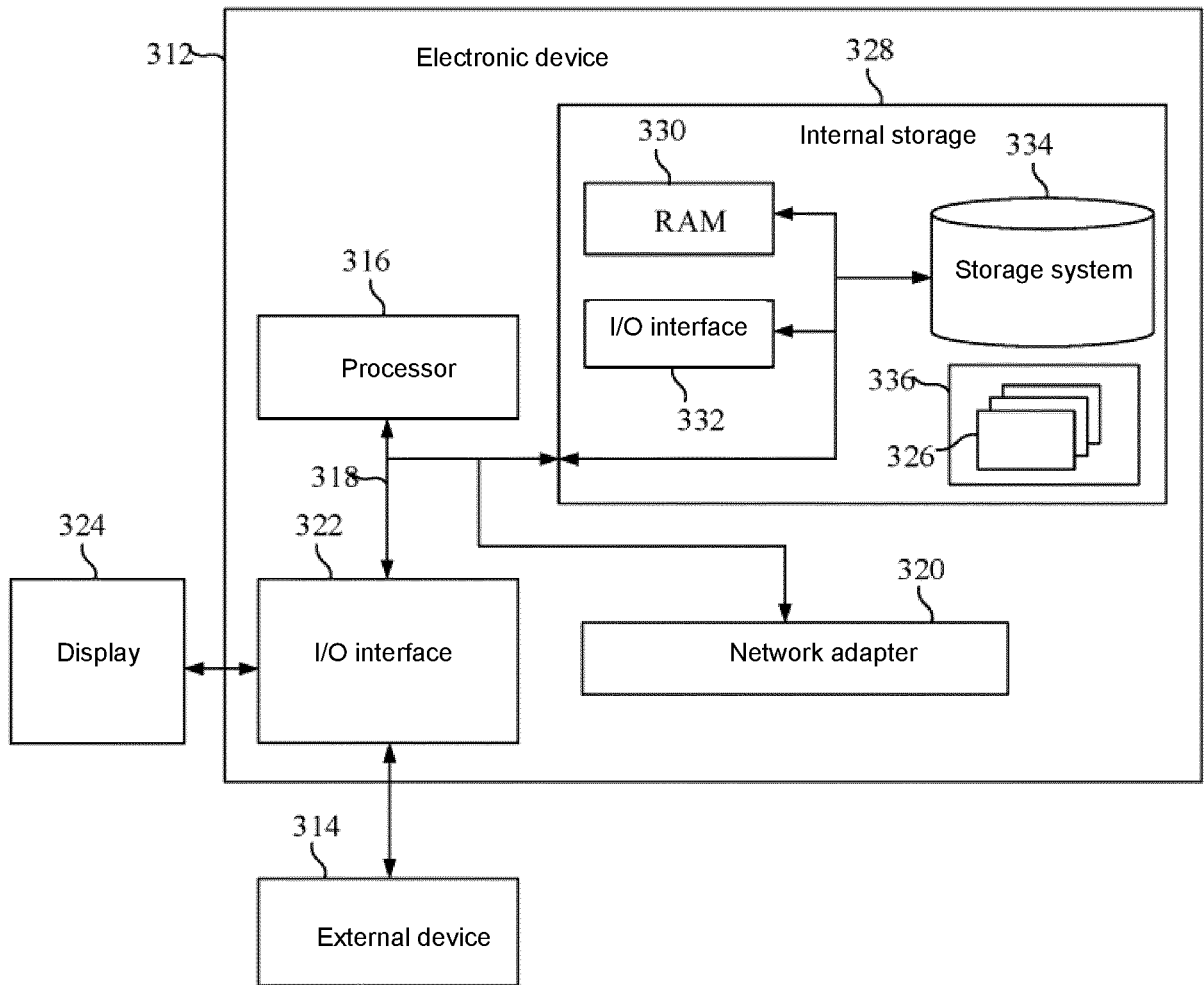 312
Electronic device
328
330
Internal storage
334
RAM
316
Storage system
I/O interface
Processor
336
332
326
318
324
322
320
Display
I/O interface
Network adapter
314
External device